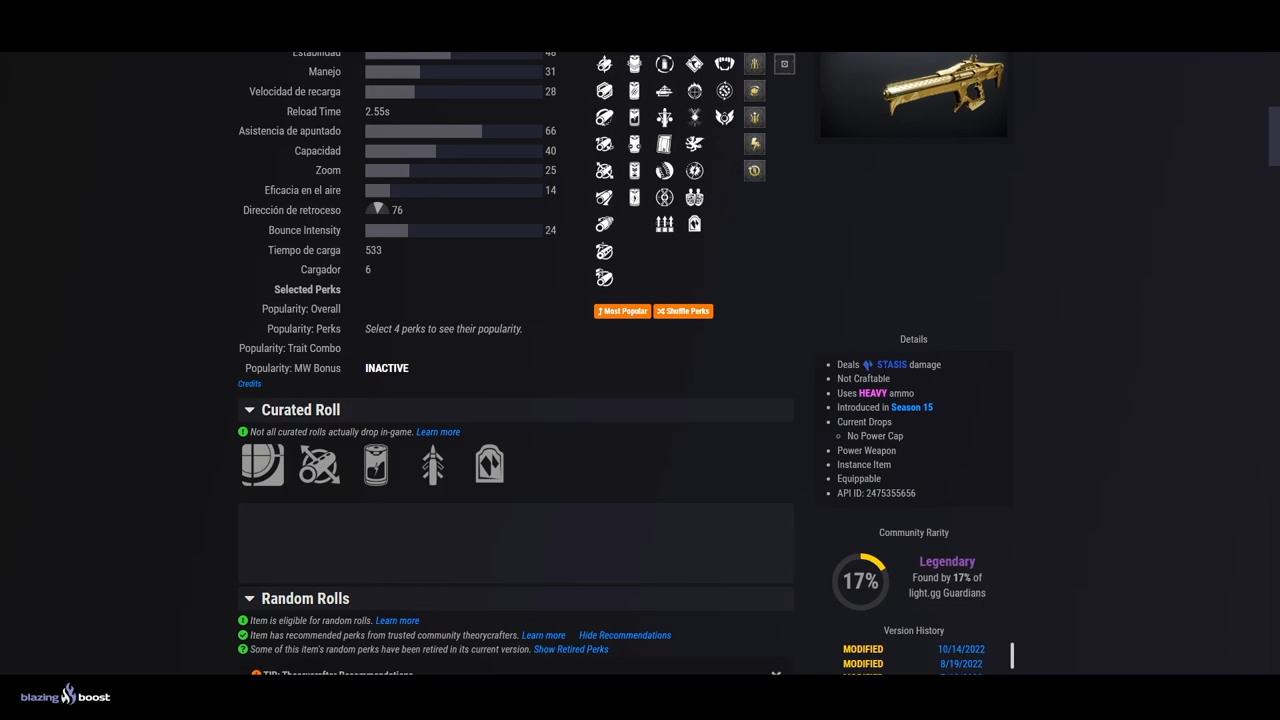 Estabilidad 48
Manejo 31
Velocidad de recarga 28
Reload Time 2.55s
Asistencia de apuntado 66
Capacidad 40
Zoom 25
Eficacia en el aire 14
Dirección de retroceso 76
Bounce Intensity 24
Tiempo de carga 533
Cargador 6
Selected Perks
Popularity: Overall
Popularity: Perks Select 4 perks to see their popularity.
Popularity: Trait Combo
Popularity: MW Bonus INACTIVE
Credits
Most Popular Shuffle Perks
Curated Roll
Not all curated rolls actually drop in-game. Learn more
Random Rolls
Item is eligible for random rolls. Learn more
Item has recommended perks from trusted community theorycrafters. Learn more Hide Recommendations
Some of this item's random perks have been retired in its current version. Show Retired Perks
TIP: Theorycrafter Recommendations
Details
Deals STASIS damage
Not Craftable
Uses HEAVY ammo
Introduced in Season 15
Current Drops
No Power Cap
Power Weapon
Instance Item
Equippable
API ID: 2475355656
Community Rarity
17%
Legendary
Found by 17% of
light.gg Guardians
Version History
MODIFIED 10/14/2022
MODIFIED 8/19/2022
blazing boost